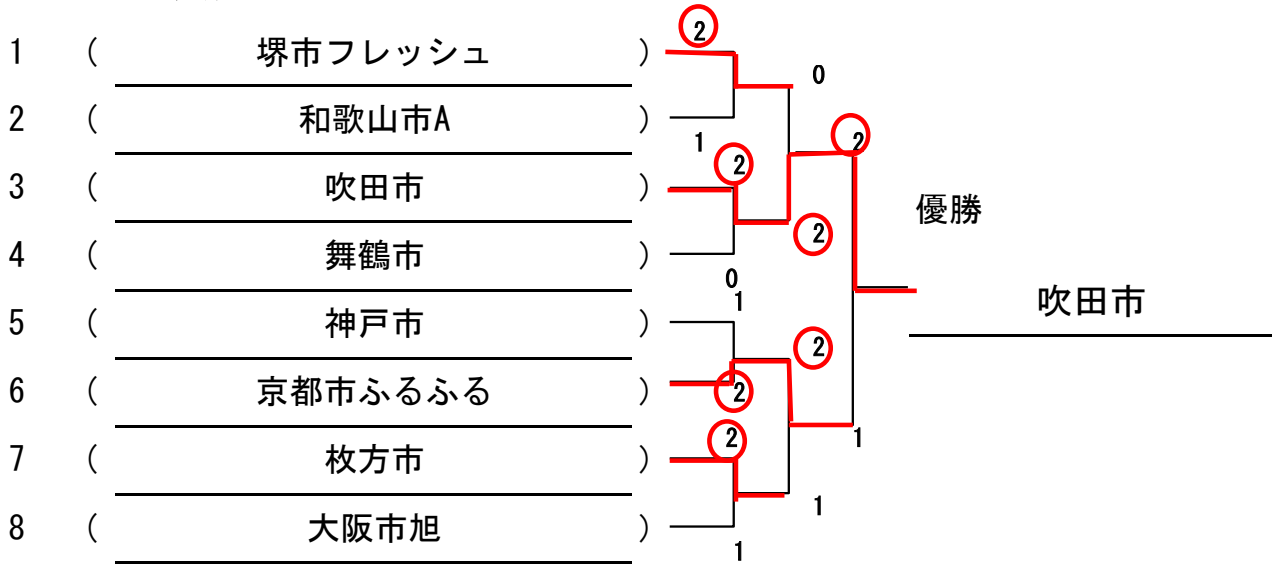 2
1 ( 堺市フレッシュ )
0
2 ( 和歌山市A )
1
2
2
3 ( 吹田市 )
優勝
2
4 ( 舞鶴市 )
0
1
吹田市
5 ( 神戸市 )
2
6 ( 京都市ふるふる )
2
2
1
7 ( 枚方市 )
1
8 ( 大阪市旭 )
1